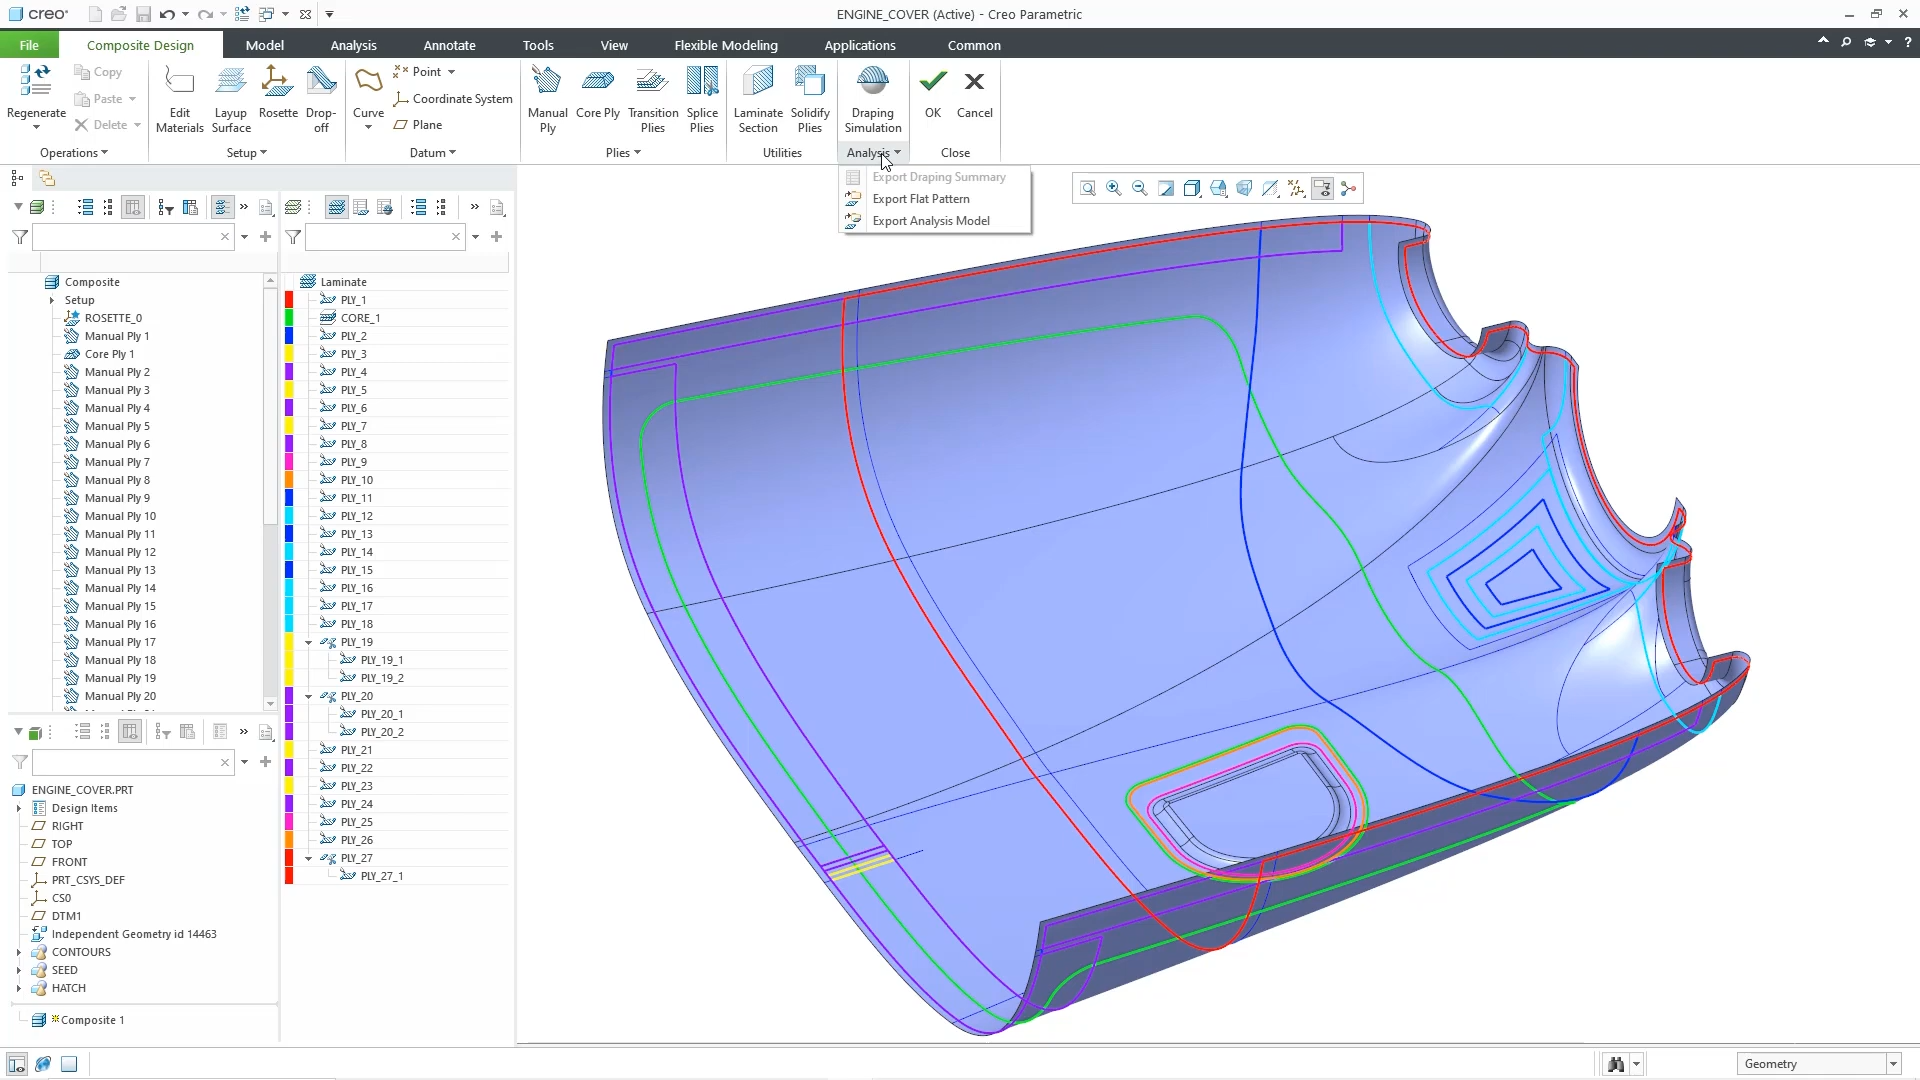 creo
ENGINE_COVER (Active) - Creo Parametric
File
Composite Design
Model
Analysis
Annotate
Tools
View
Flexible Modeling
Applications
Common
?
Regenerate
Copy
Paste
Delete
Operations
Edit Materials
Layup Surface
Rosette
Drop-off
Setup
Curve
Point
Coordinate System
Plane
Datum
Manual Ply
Core Ply
Transition Plies
Splice Plies
Plies
Laminate Section
Solidify Plies
Utilities
Draping Simulation
Analysis
OK
Cancel
Close
Export Draping Summary
Export Flat Pattern
Export Analysis Model
Composite
Setup
ROSETTE_0
Manual Ply 1
Core Ply 1
Manual Ply 2
Manual Ply 3
Manual Ply 4
Manual Ply 5
Manual Ply 6
Manual Ply 7
Manual Ply 8
Manual Ply 9
Manual Ply 10
Manual Ply 11
Manual Ply 12
Manual Ply 13
Manual Ply 14
Manual Ply 15
Manual Ply 16
Manual Ply 17
Manual Ply 18
Manual Ply 19
Manual Ply 20
Laminate
PLY_1
CORE_1
PLY_2
PLY_3
PLY_4
PLY_5
PLY_6
PLY_7
PLY_8
PLY_9
PLY_10
PLY_11
PLY_12
PLY_13
PLY_14
PLY_15
PLY_16
PLY_17
PLY_18
PLY_19
PLY_19_1
PLY_19_2
PLY_20
PLY_20_1
PLY_20_2
PLY_21
PLY_22
PLY_23
PLY_24
PLY_25
PLY_26
PLY_27
PLY_27_1
ENGINE_COVER.PRT
Design Items
RIGHT
TOP
FRONT
PRT_CSYS_DEF
CS0
DTM1
Independent Geometry id 14463
CONTOURS
SEED
HATCH
Composite 1
Geometry